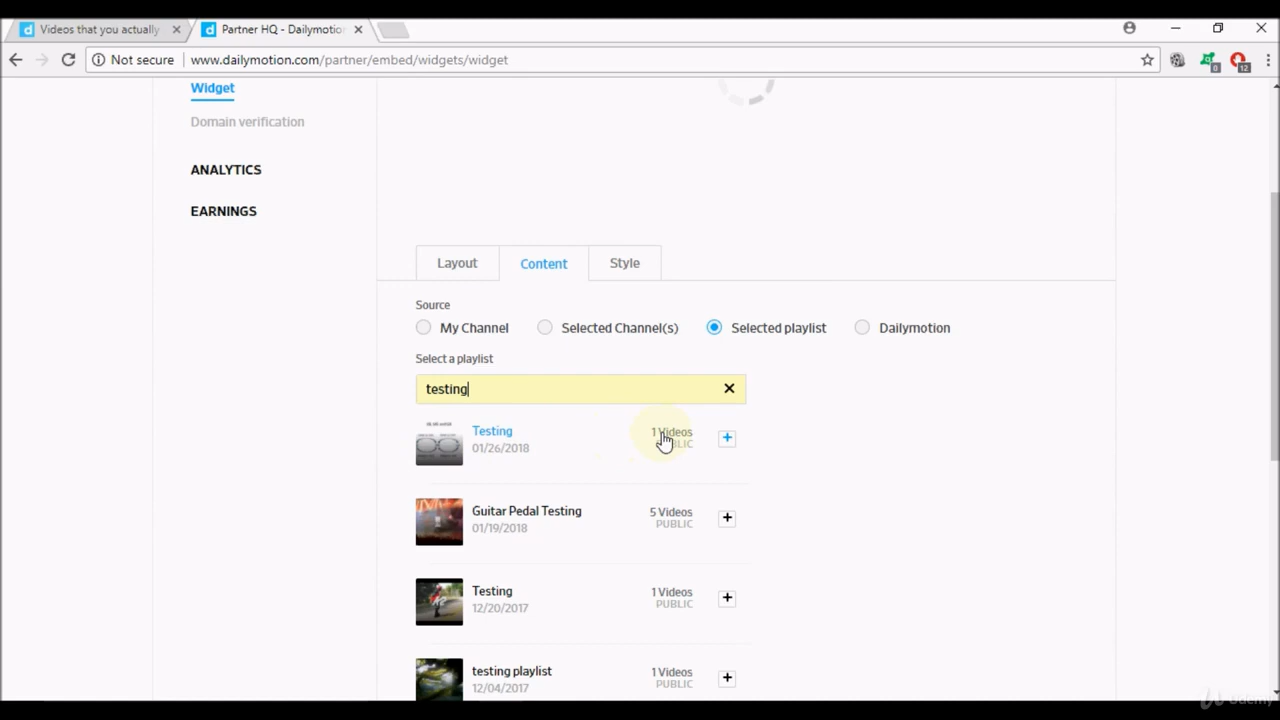 Videos that you actually
Partner HQ - Dailymotion
Not secure
www.dailymotion.com/partner/embed/widgets/widget
0
12
Widget
Domain verification
ANALYTICS
EARNINGS
Layout
Content
Style
Source
My Channel
Selected Channel(s)
Selected playlist
Dailymotion
Select a playlist
testing
Testing
1 Videos
01/26/2018
Guitar Pedal Testing
5 Videos
PUBLIC
01/19/2018
Testing
1 Videos
PUBLIC
12/20/2017
testing playlist
1 Videos
PUBLIC
12/04/2017
Udemy